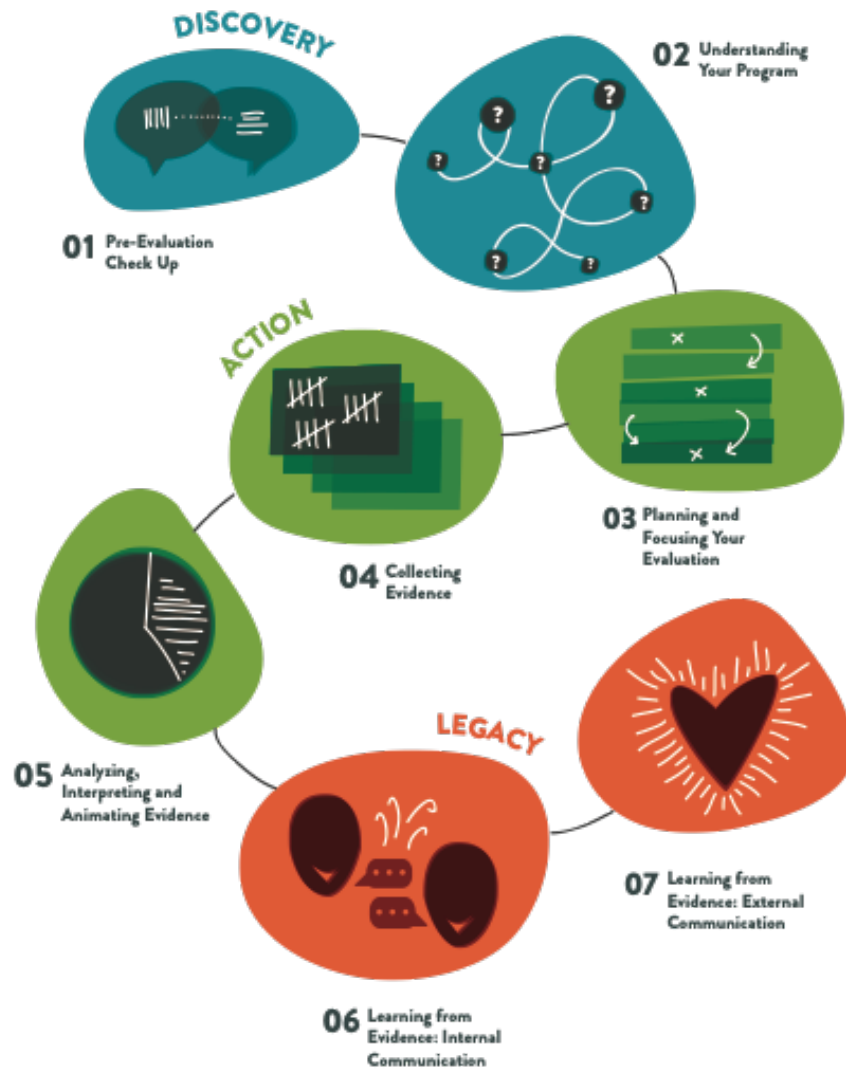 DISCOVERY
01 Pre-Evaluation
Check Up
02 Understanding
Your Program
? ? ? ? ? ? ?
03 Planning and
Focusing Your
Evaluation
ACTION
04 Collecting
Evidence
05 Analyzing,
Interpreting and
Animating Evidence
LEGACY
06 Learning from
Evidence: Internal
Communication
07 Learning from
Evidence: External
Communication